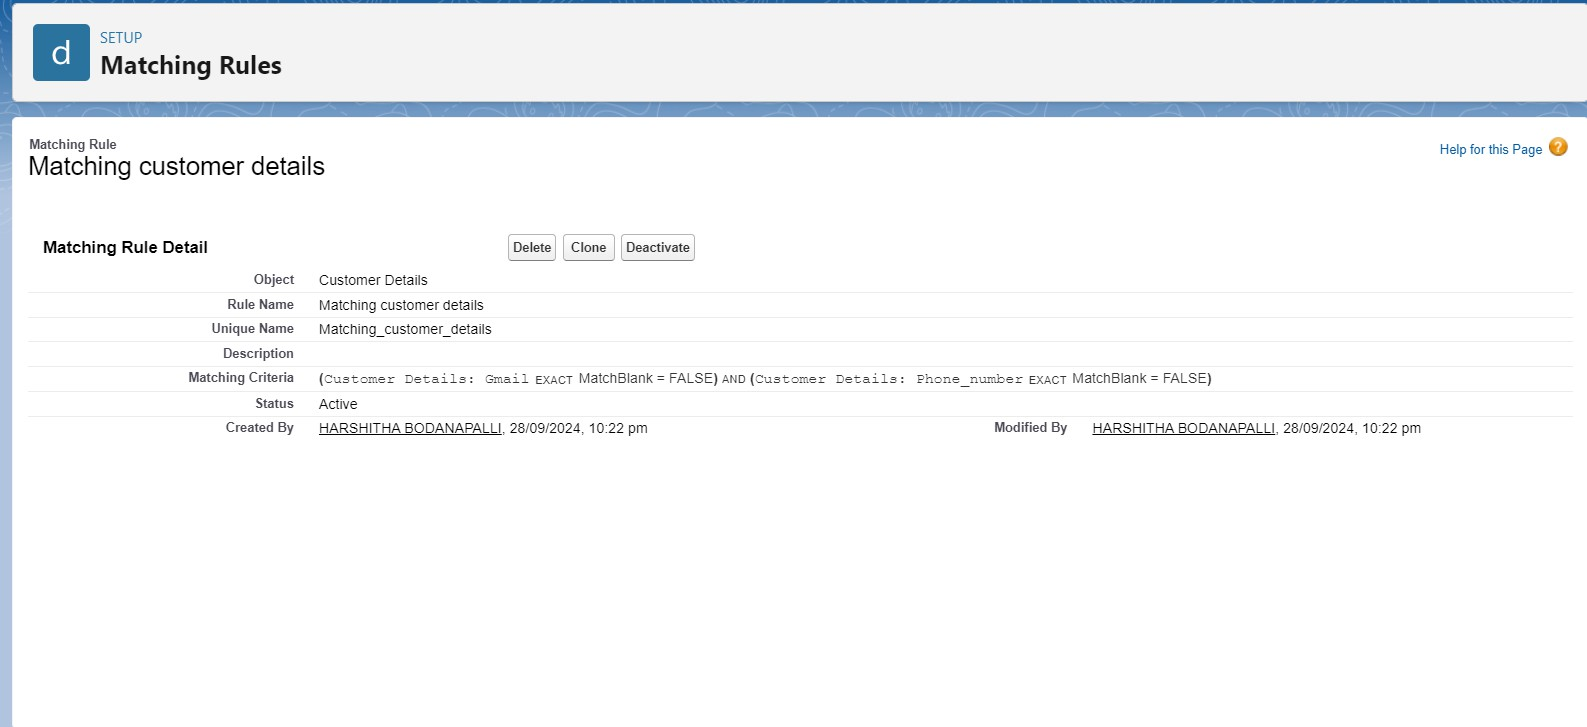 d
SETUP
Matching Rules
Matching Rule
Matching customer details
Help for this Page ?
Matching Rule Detail
Delete Clone Deactivate
Object Customer Details
Rule Name Matching customer details
Unique Name Matching_customer_details
Description
Matching Criteria (Customer Details: Gmail EXACT MatchBlank = FALSE) AND (Customer Details: Phone_number EXACT MatchBlank = FALSE)
Status Active
Created By HARSHITHA BODANAPALLI, 28/09/2024, 10:22 pm Modified By HARSHITHA BODANAPALLI, 28/09/2024, 10:22 pm